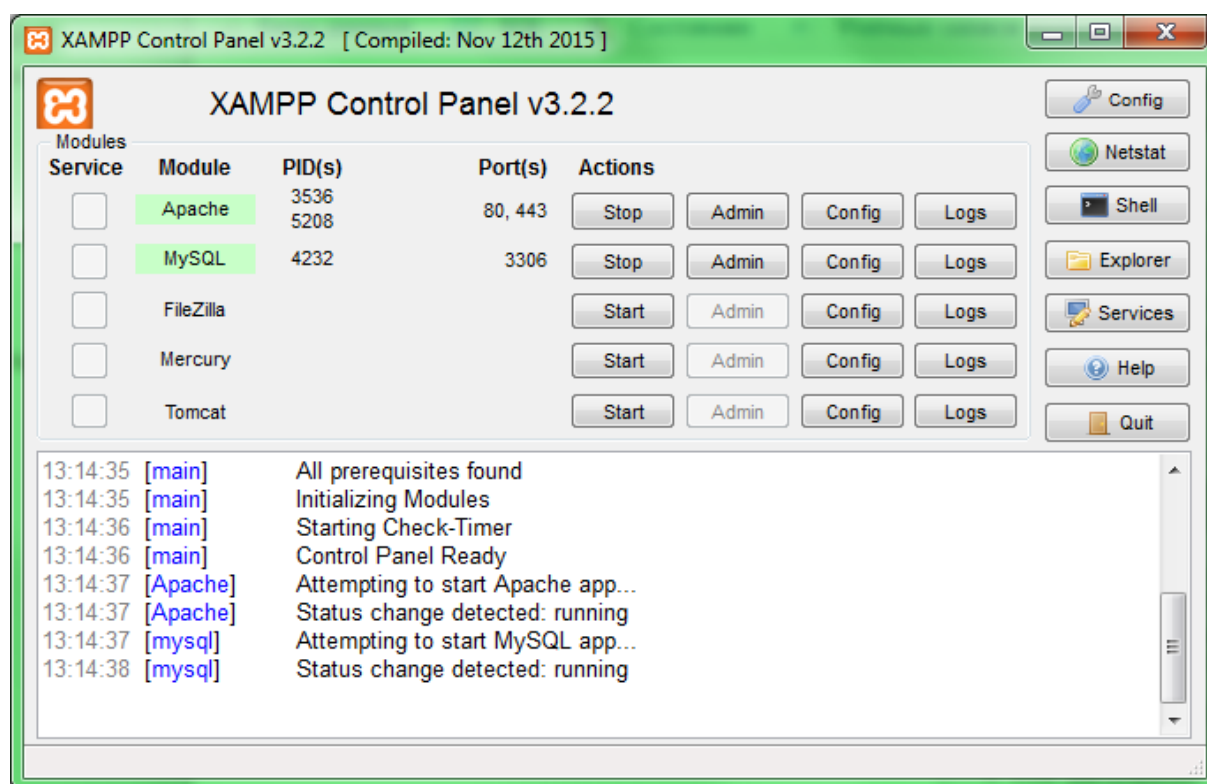 XAMPP Control Panel v3.2.2 [ Compiled: Nov 12th 2015 ]
XAMPP Control Panel v3.2.2
Config
Modules
Netstat
Service Module PID(s) Port(s) Actions
Shell
Apache 3536 5208 80, 443 Stop Admin Config Logs
MySQL 4232 3306 Stop Admin Config Logs
Explorer
FileZilla Start Admin Config Logs
Services
Mercury Start Admin Config Logs
Help
Tomcat Start Admin Config Logs
Quit
13:14:35 [main] All prerequisites found
13:14:35 [main] Initializing Modules
13:14:36 [main] Starting Check-Timer
13:14:36 [main] Control Panel Ready
13:14:37 [Apache] Attempting to start Apache app...
13:14:37 [Apache] Status change detected: running
13:14:37 [mysql] Attempting to start MySQL app...
13:14:38 [mysql] Status change detected: running